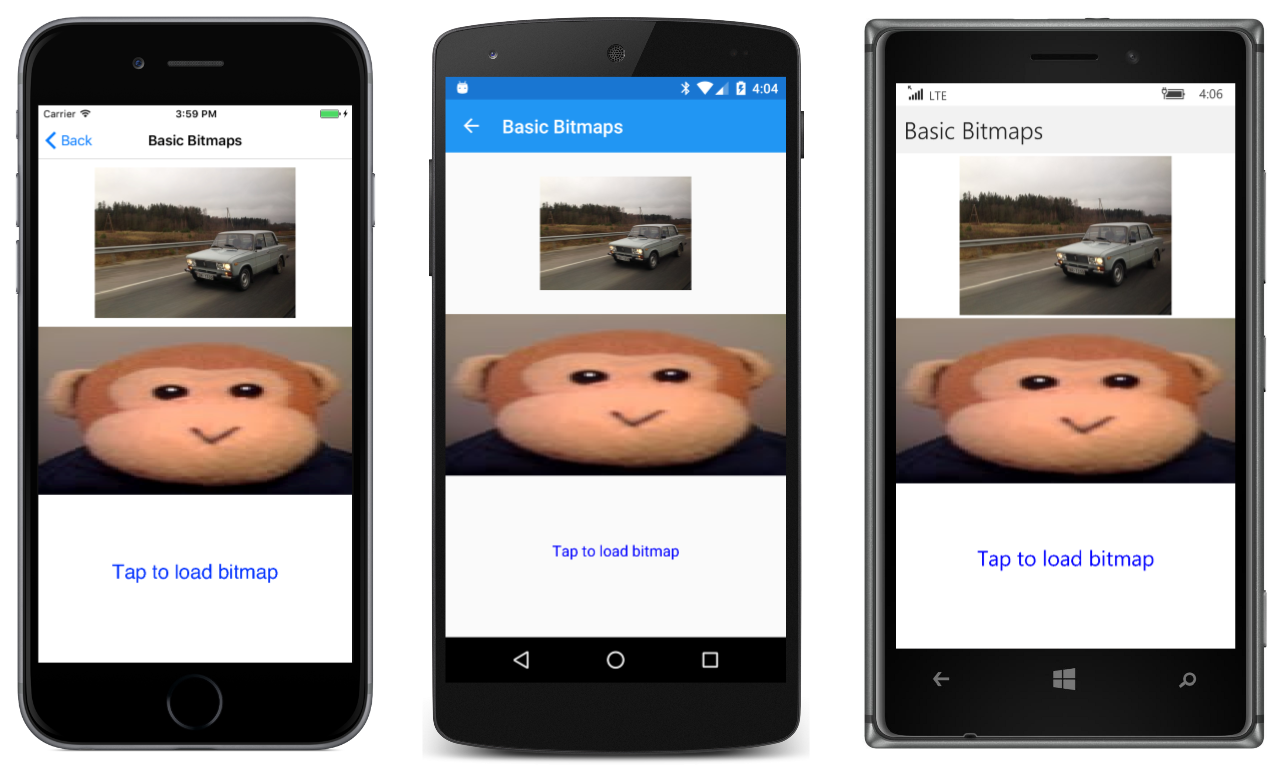 Carrier 3:59 PM
Back Basic Bitmaps
Tap to load bitmap
4:04
Basic Bitmaps
Tap to load bitmap
LTE 4:06
Basic Bitmaps
Tap to load bitmap